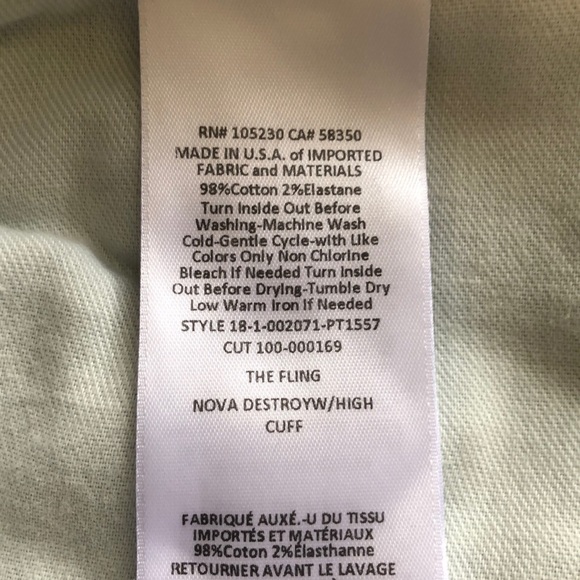 RN# 105230 CA# 58350
MADE IN U.S.A. of IMPORTED
FABRIC and MATERIALS
98%Cotton 2%Elastane
Turn Inside Out Before
Washing-Machine Wash
Cold-Gentle Cycle-with Like
Colors Only Non Chlorine
Bleach If Needed Turn Inside
Out Before Drying-Tumble Dry
Low Warm Iron If Needed
STYLE 18-1-002071-PT1557
CUT 100-000169
THE FLING
NOVA DESTROYW/HIGH
CUFF
FABRIQUÉ AUXÉ.-U DU TISSU
IMPORTÉS ET MATÉRIAUX
98%Coton 2%Élasthanne
RETOURNER AVANT LE LAVAGE